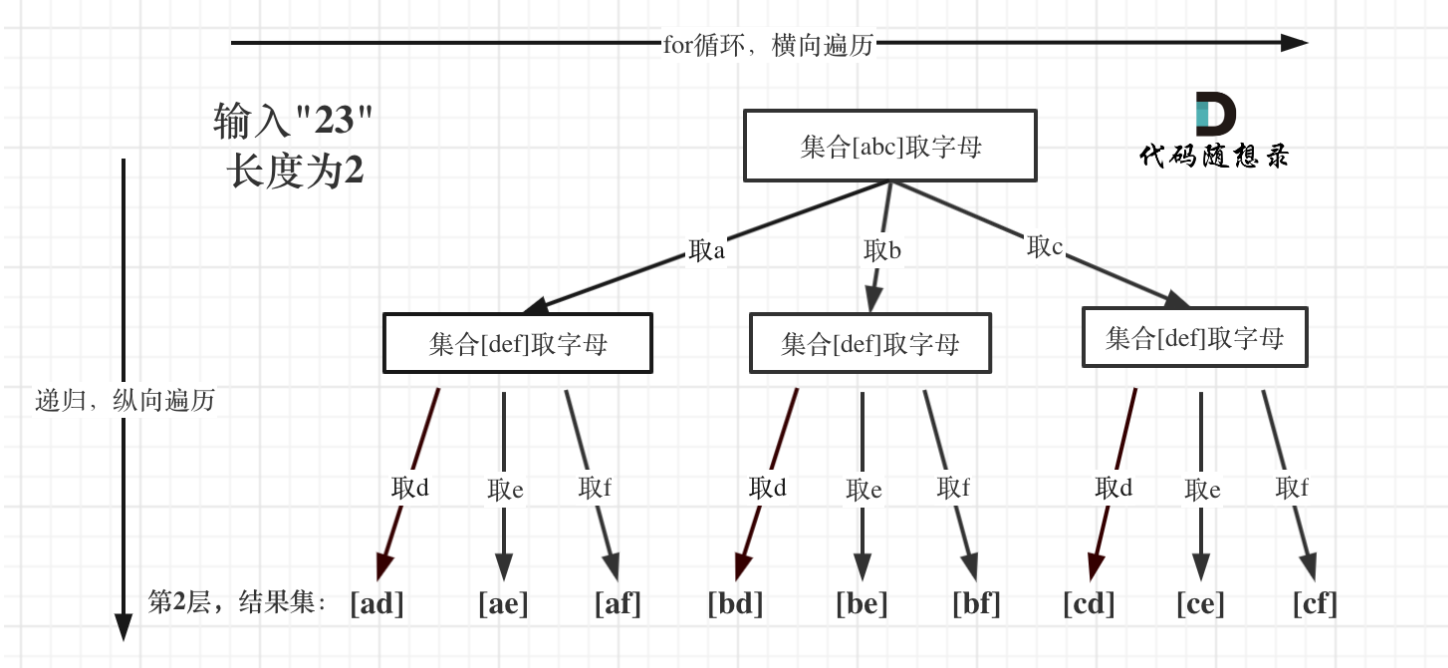 for循环，横向遍历
输入"23"
长度为2
集合[abc]取字母
代码随想录
取a
取b
取c
集合[def]取字母
集合[def]取字母
集合[def]取字母
递归，纵向遍历
取d
取e
取f
取d
取e
取f
取d
取e
取f
第2层，结果集：
[ad]
[ae]
[af]
[bd]
[be]
[bf]
[cd]
[ce]
[cf]